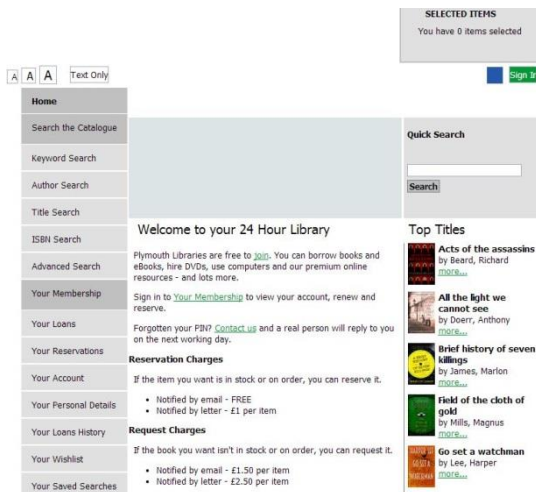 SELECTED ITEMS
You have 0 items selected
A A A Text Only
Sign In
Home
Search the Catalogue
Keyword Search
Author Search
Title Search
ISBN Search
Advanced Search
Your Membership
Your Loans
Your Reservations
Your Account
Your Personal Details
Your Loans History
Your Wishlist
Your Saved Searches
Quick Search
Search
Welcome to your 24 Hour Library
Plymouth Libraries are free to join. You can borrow books and
eBooks, hire DVDs, use computers and our premium online
resources - and lots more.
Sign in to Your Membership to view your account, renew and
reserve.
Forgotten your PIN? Contact us and a real person will reply to you
on the next working day.
Reservation Charges
If the item you want is in stock or on order, you can reserve it.
• Notified by email - FREE
• Notified by letter - £1 per item
Request Charges
If the book you want isn't in stock or on order, you can request it.
• Notified by email - £1.50 per item
• Notified by letter - £2.50 per item
Top Titles
Acts of the assassins
by Beard, Richard
more...
All the light we
cannot see
by Doerr, Anthony
more...
Brief history of seven
killings
by James, Marlon
more...
Field of the cloth of
gold
by Mills, Magnus
more...
Go set a watchman
by Lee, Harper
more...